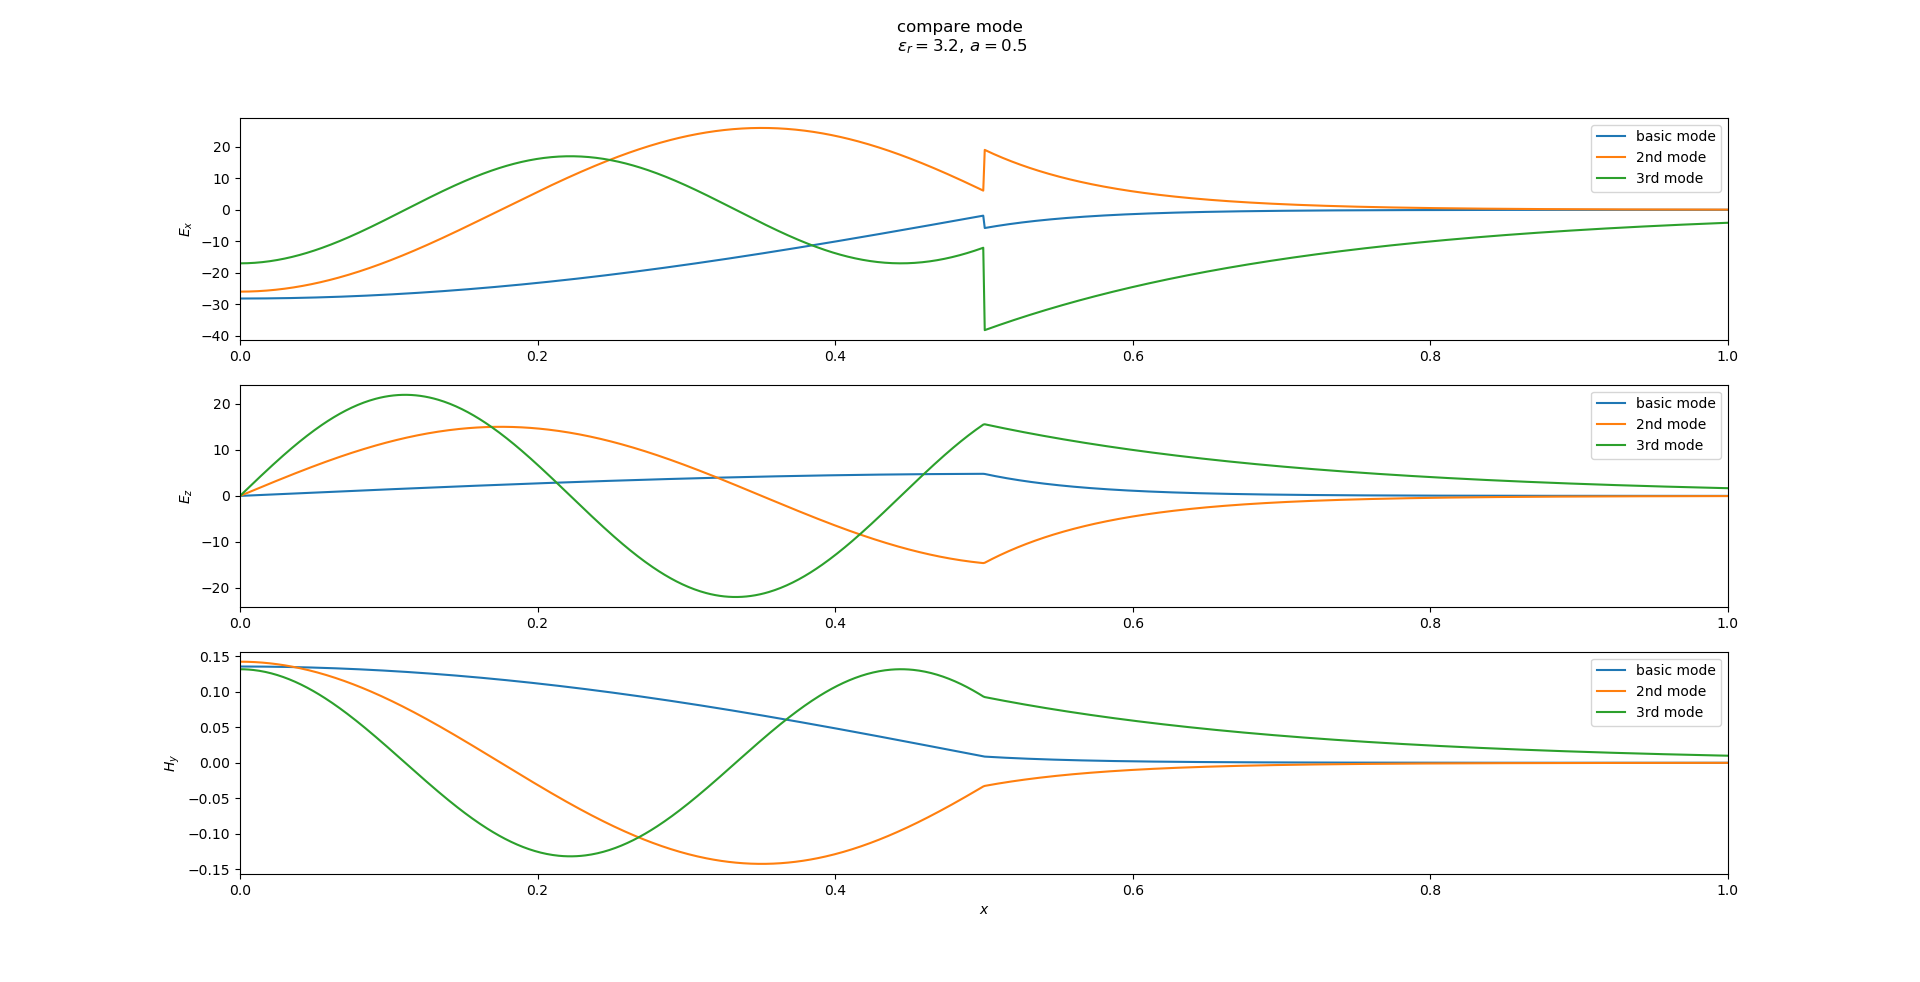 compare mode
εr = 3.2, a = 0.5
Ex
20
10
0
−10
−20
−30
−40
0.0 0.2 0.4 0.6 0.8 1.0
basic mode
2nd mode
3rd mode
Ez
20
10
0
−10
−20
0.0 0.2 0.4 0.6 0.8 1.0
basic mode
2nd mode
3rd mode
Hy
0.15
0.10
0.05
0.00
−0.05
−0.10
−0.15
0.0 0.2 0.4 0.6 0.8 1.0
basic mode
2nd mode
3rd mode
x